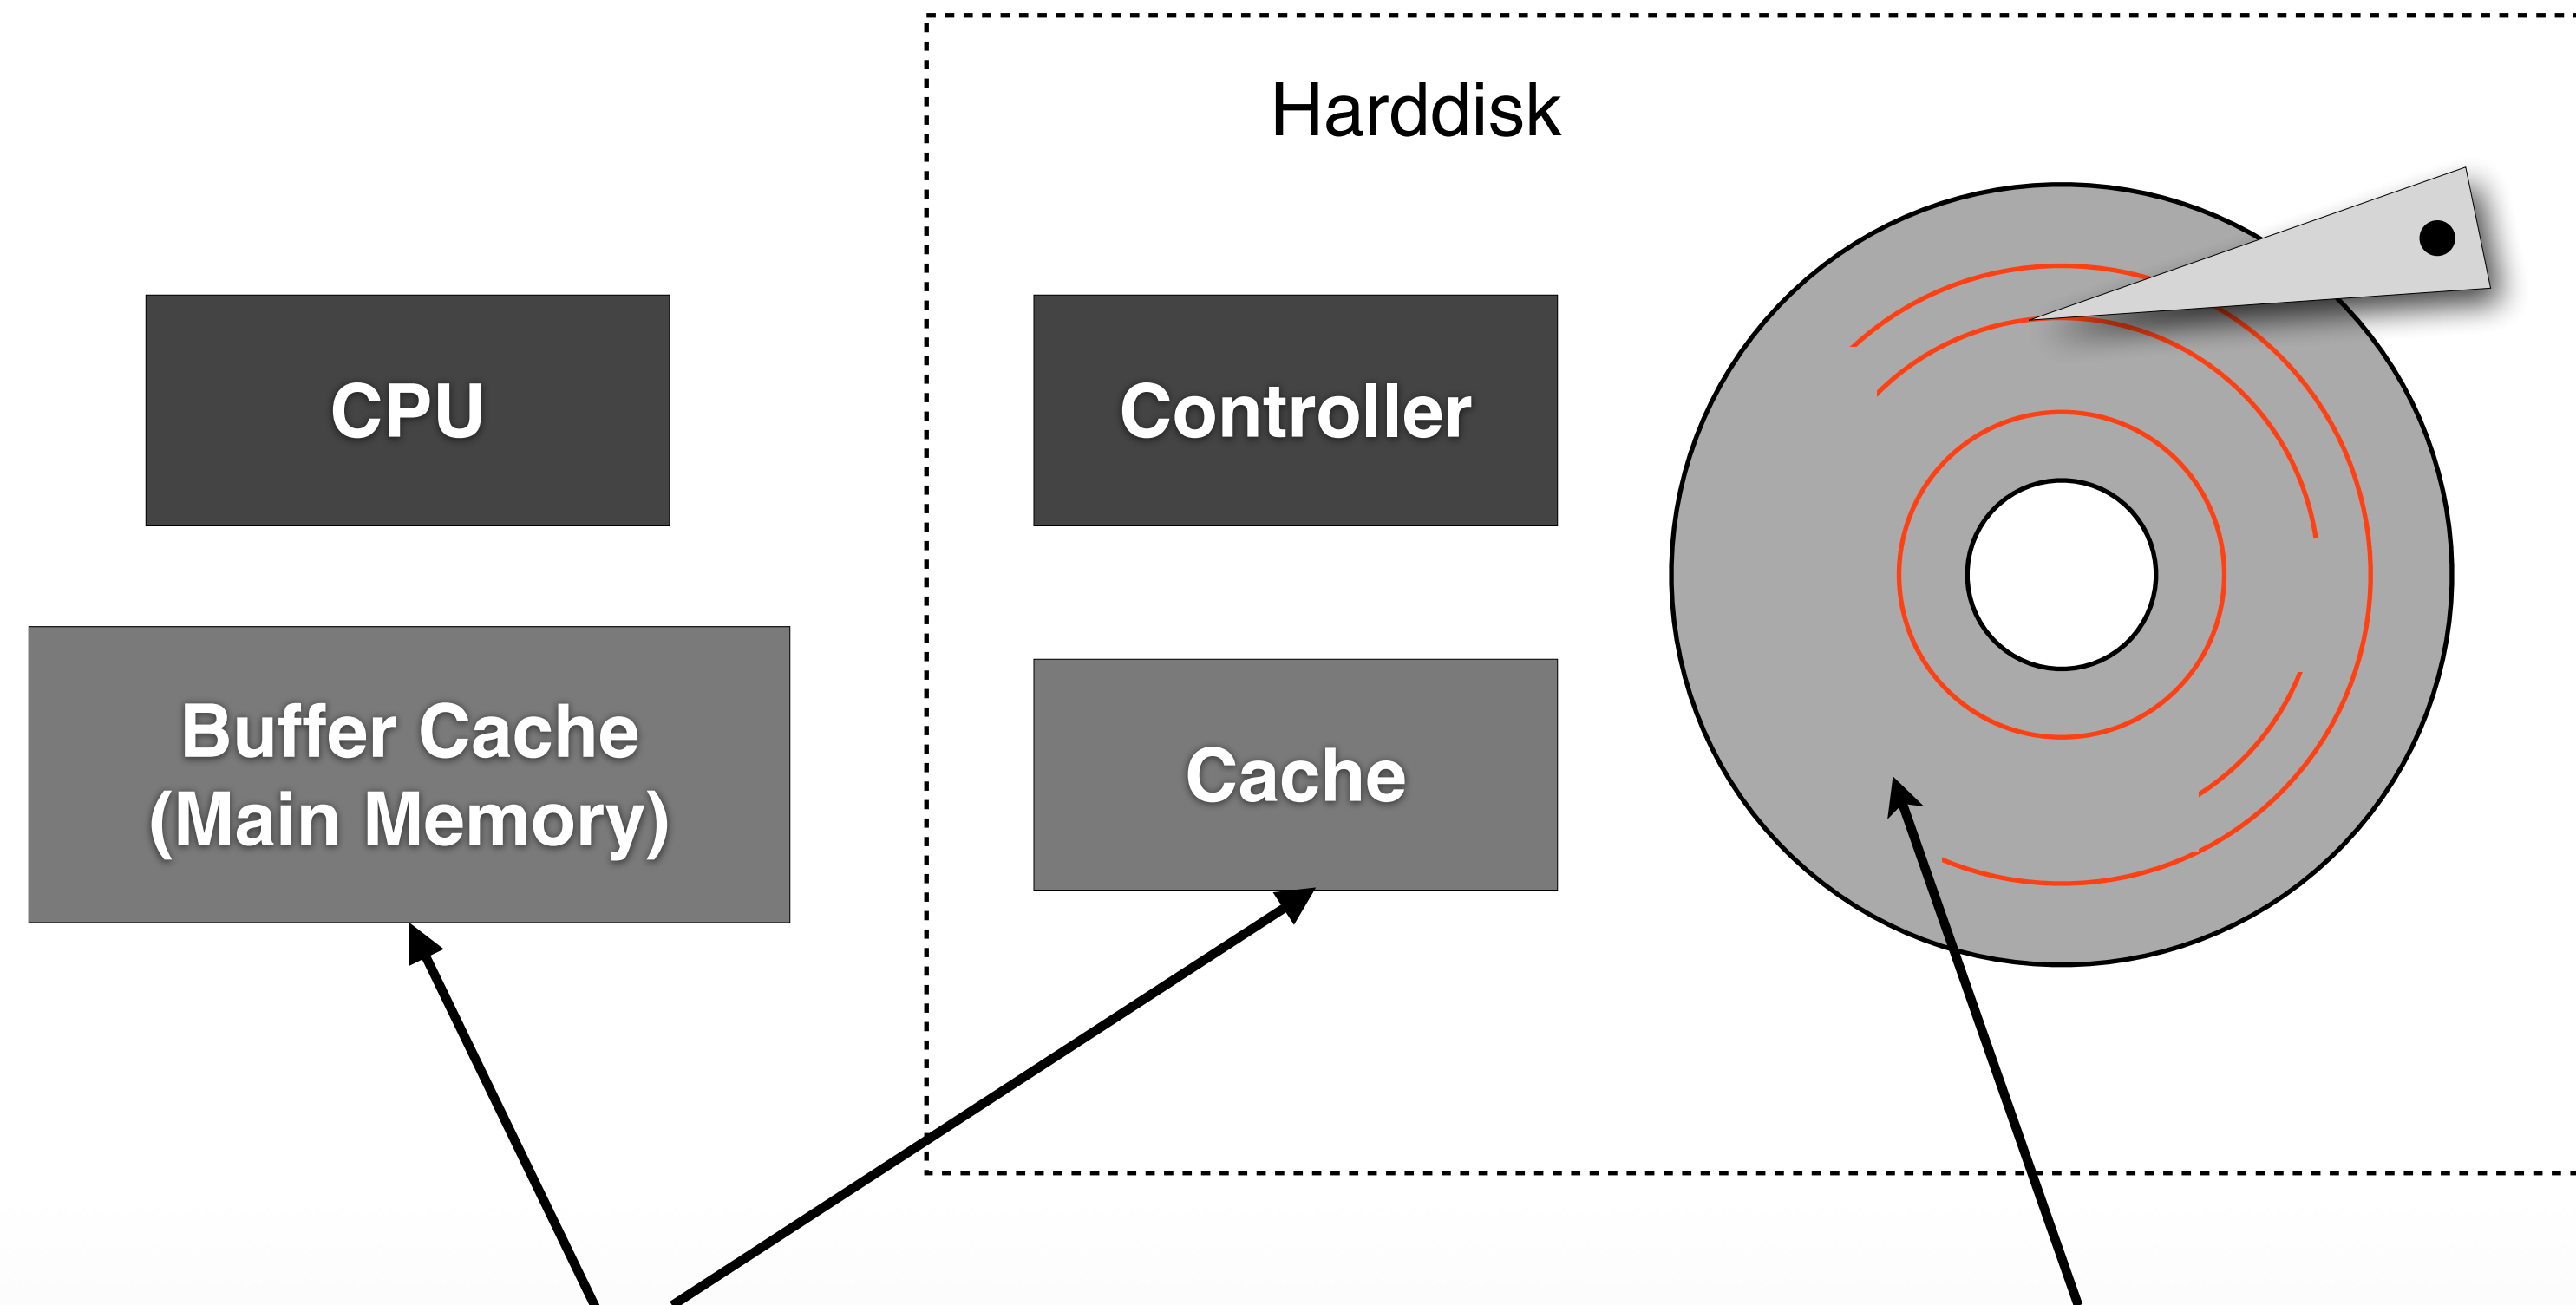 Harddisk
CPU
Controller
Buffer Cache
(Main Memory)
Cache